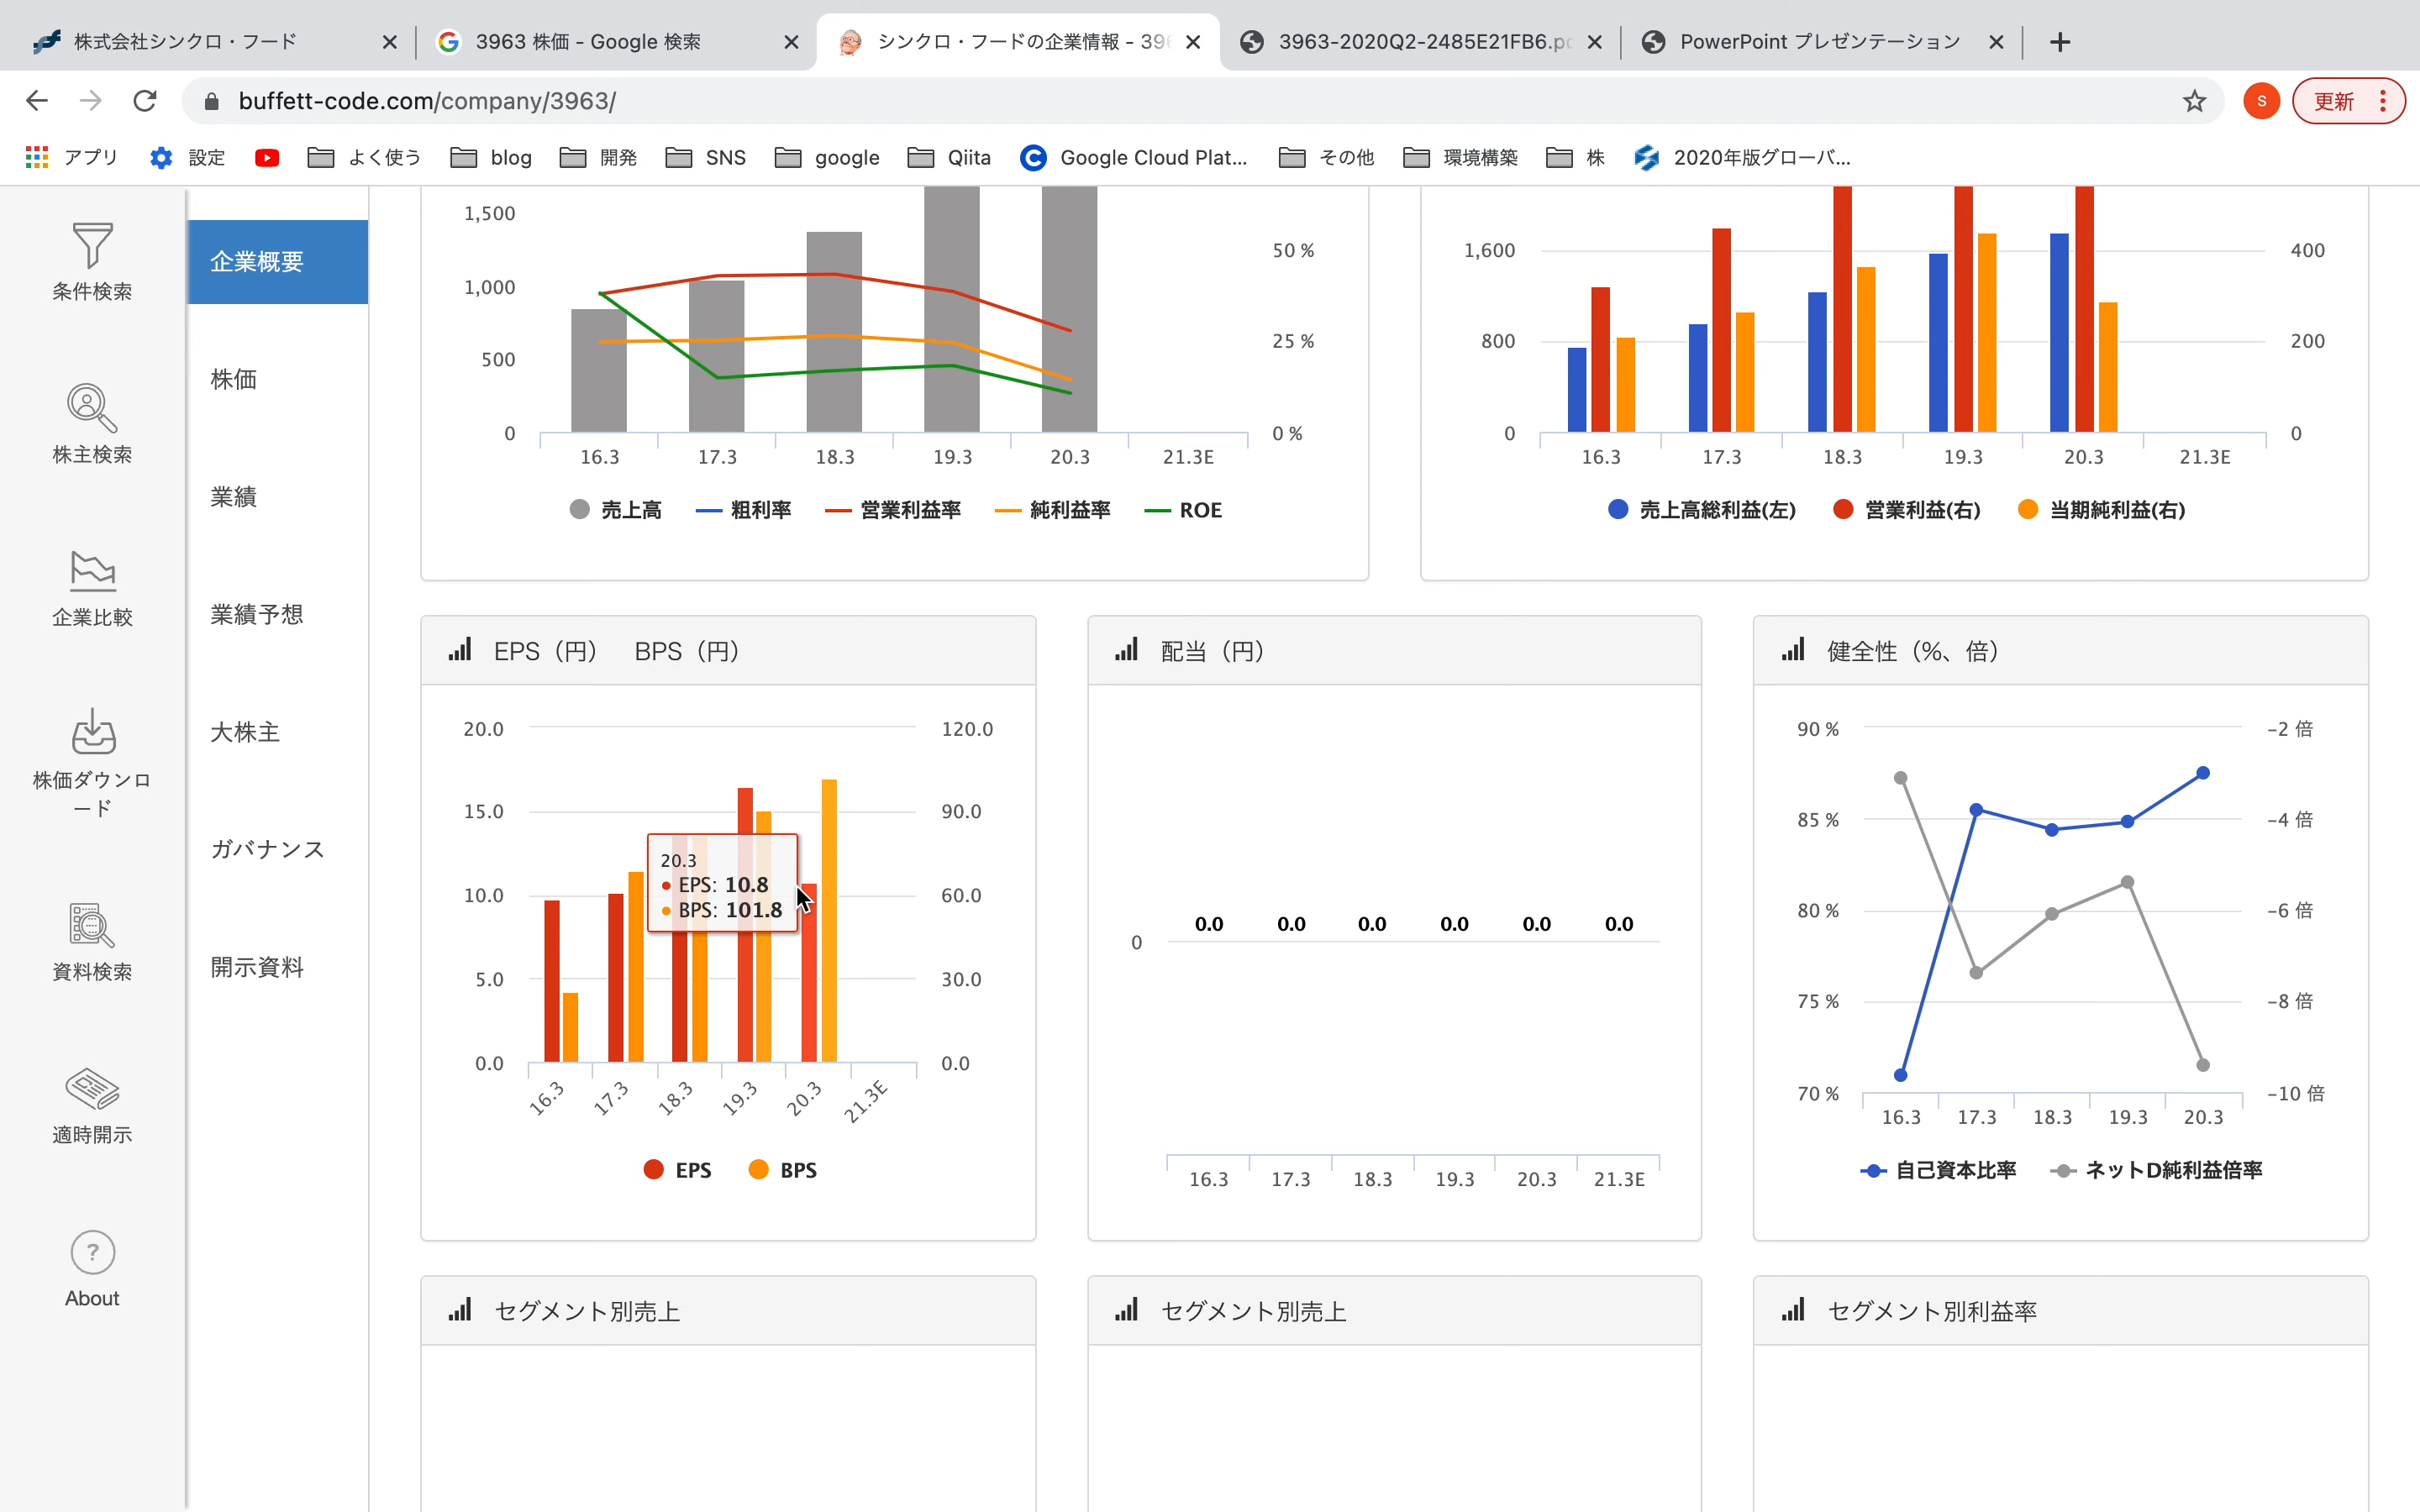 株式会社シンクロ・フード
3963 株価 - Google 検索
シンクロ・フードの企業情報 - 396
3963-2020Q2-2485E21FB6.pd
PowerPoint プレゼンテーション
buffett-code.com/company/3963/
S
更新
アプリ
設定
よく使う
blog
開発
SNS
google
Qiita
Google Cloud Plat...
その他
環境構築
株
2020年版グローバ...
条件検索
株主検索
企業比較
株価ダウンロ
ード
資料検索
適時開示
?
About
企業概要
株価
業績
業績予想
大株主
ガバナンス
開示資料
1,500
1,000
500
0
50 %
25 %
0 %
16.3 17.3 18.3 19.3 20.3 21.3E
売上高 粗利率 営業利益率 純利益率 ROE
1,600
800
0
400
200
0
16.3 17.3 18.3 19.3 20.3 21.3E
売上高総利益(左) 営業利益(右) 当期純利益(右)
EPS（円） BPS（円）
20.0
15.0
10.0
5.0
0.0
120.0
90.0
60.0
30.0
0.0
20.3
EPS: 10.8
BPS: 101.8
16.3 17.3 18.3 19.3 20.3 21.3E
EPS BPS
配当（円）
0.0 0.0 0.0 0.0 0.0 0.0
0
16.3 17.3 18.3 19.3 20.3 21.3E
健全性（%、倍）
90 %
85 %
80 %
75 %
70 %
-2 倍
-4 倍
-6 倍
-8 倍
-10 倍
16.3 17.3 18.3 19.3 20.3
自己資本比率 ネットD純利益倍率
セグメント別売上
セグメント別売上
セグメント別利益率